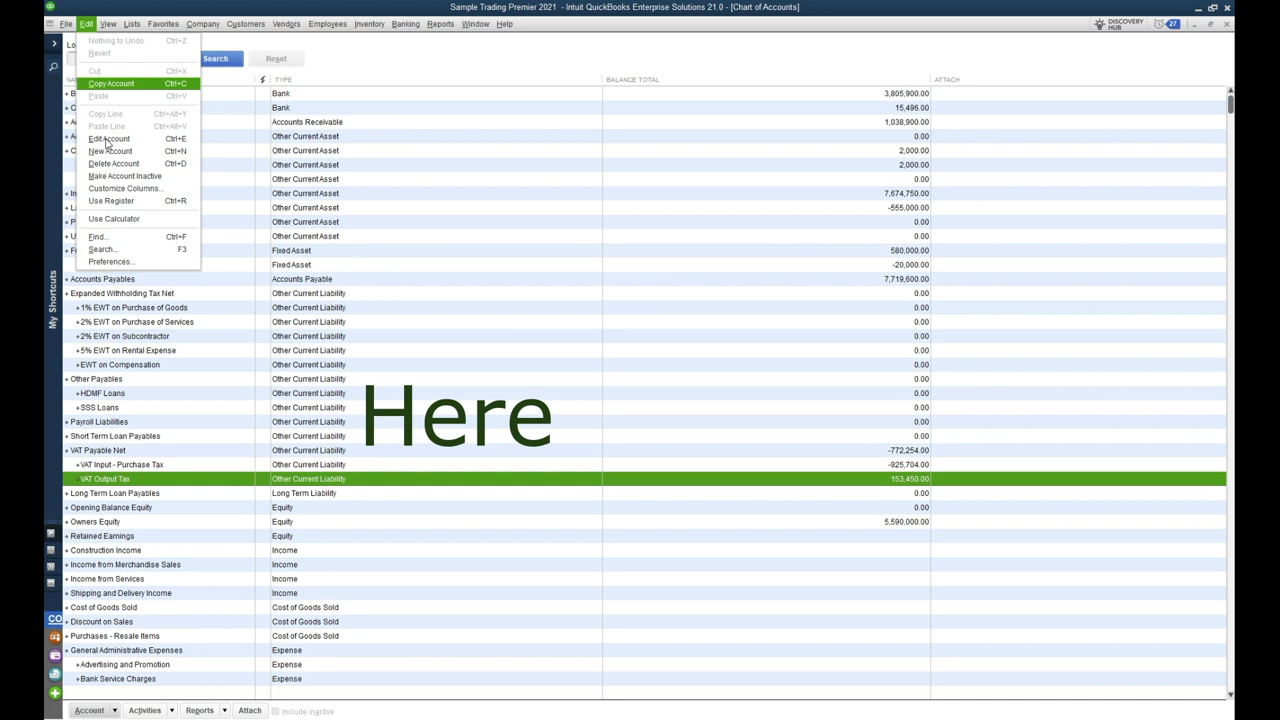 Sample Trading Premier 2021 - Intuit QuickBooks Enterprise Solutions 21.0 - [Chart of Accounts]
File Edit View Lists Favorites Company Customers Vendors Employees Inventory Banking Reports Window Help DISCOVERY HUB 27
Nothing to Undo Ctrl+Z
Revert
Cut Ctrl+X
Copy Account Ctrl+C
Paste Ctrl+V
Copy Line Ctrl+Alt+Y
Paste Line Ctrl+Alt+V
Edit Account Ctrl+E
New Account Ctrl+N
Delete Account Ctrl+D
Make Account Inactive
Customize Columns...
Use Register Ctrl+R
Use Calculator
Find... Ctrl+F
Search... F3
Preferences...
Search Reset
TYPE BALANCE TOTAL ATTACH
Bank 3,805,900.00
Bank 15,496.00
Accounts Receivable 1,038,900.00
Other Current Asset 0.00
Other Current Asset 2,000.00
Other Current Asset 2,000.00
Other Current Asset 0.00
Other Current Asset 7,674,750.00
Other Current Asset -555,000.00
Other Current Asset 0.00
Other Current Asset 0.00
Fixed Asset 580,000.00
Fixed Asset -20,000.00
Accounts Payables Accounts Payable 7,719,600.00
Expanded Withholding Tax Net Other Current Liability 0.00
1% EWT on Purchase of Goods Other Current Liability 0.00
2% EWT on Purchase of Services Other Current Liability 0.00
2% EWT on Subcontractor Other Current Liability 0.00
5% EWT on Rental Expense Other Current Liability 0.00
EWT on Compensation Other Current Liability 0.00
Other Payables Other Current Liability 0.00
HDMF Loans Other Current Liability 0.00
SSS Loans Other Current Liability 0.00
Payroll Liabilities Other Current Liability 0.00
Short Term Loan Payables Other Current Liability 0.00
VAT Payable Net Other Current Liability -772,254.00
VAT Input - Purchase Tax Other Current Liability -925,704.00
VAT Output Tax Other Current Liability 153,450.00
Long Term Loan Payables Long Term Liability 0.00
Opening Balance Equity Equity 0.00
Owners Equity Equity 5,590,000.00
Retained Earnings Equity
Construction Income Income
Income from Merchandise Sales Income
Income from Services Income
Shipping and Delivery Income Income
Cost of Goods Sold Cost of Goods Sold
Discount on Sales Cost of Goods Sold
Purchases - Resale Items Cost of Goods Sold
General Administrative Expenses Expense
Advertising and Promotion Expense
Bank Service Charges Expense
Here
My Shortcuts
Account Activities Reports Attach Include inactive